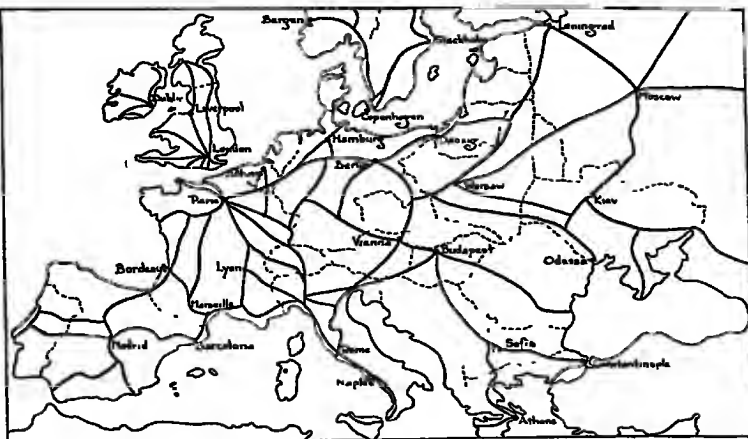 Bergen
Leningrad
Stockholm
Moscow
Dublin
Liverpool
Copenhagen
Hamburg
Danzig
London
Berlin
Warsaw
Paris
Kiev
Vienna
Budapest
Odessa
Bordeaux
Lyon
Marseille
Madrid
Barcelona
Rome
Sofia
Constantinople
Naples
Athens